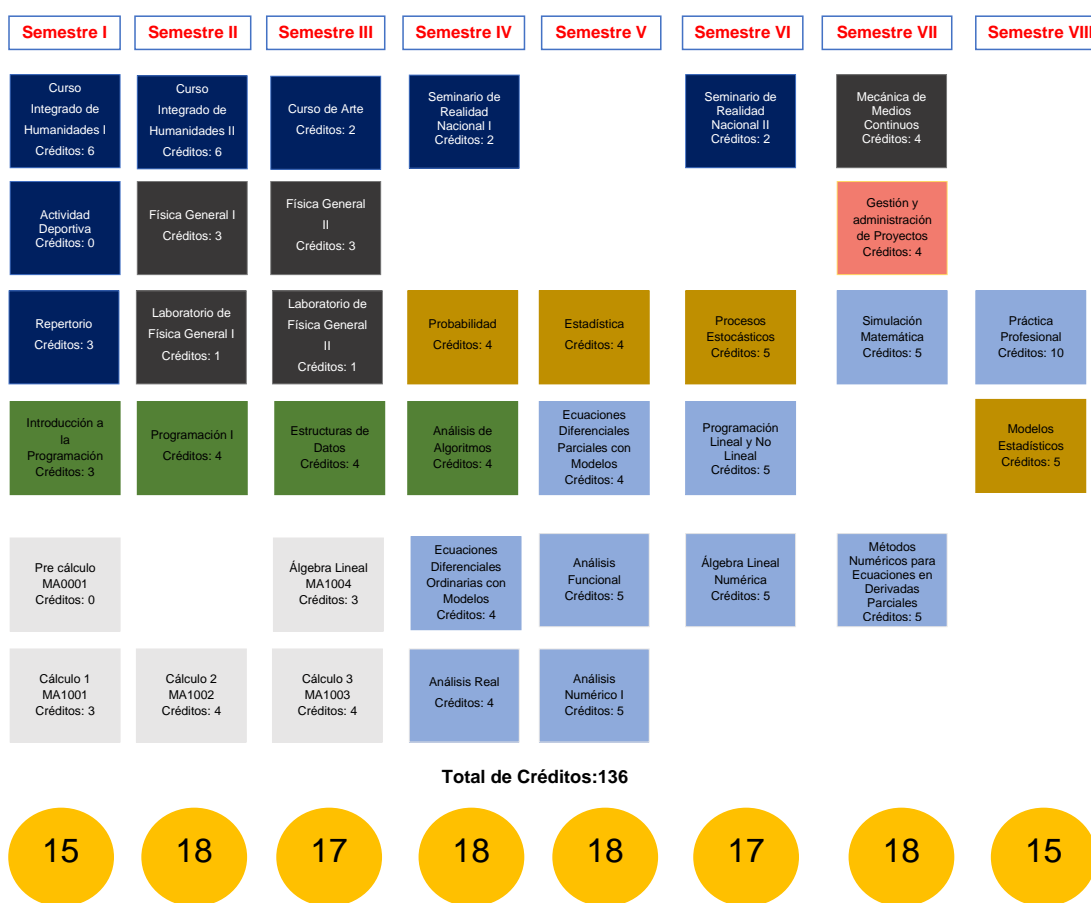 Semestre I
Semestre II
Semestre III
Semestre IV
Semestre V
Semestre VI
Semestre VII
Semestre VIII
Curso
Integrado de
Humanidades I
Créditos: 6
Curso
Integrado de
Humanidades II
Créditos: 6
Curso de Arte
Créditos: 2
Seminario de
Realidad
Nacional I
Créditos: 2
Seminario de
Realidad
Nacional II
Créditos: 2
Mecánica de
Medios
Continuos
Créditos: 4
Actividad
Deportiva
Créditos: 0
Física General I
Créditos: 3
Física General
II
Créditos: 3
Gestión y
administración
de Proyectos
Créditos: 4
Repertorio
Créditos: 3
Laboratorio de
Física General I
Créditos: 1
Laboratorio de
Física General
II
Créditos: 1
Probabilidad
Créditos: 4
Estadística
Créditos: 4
Procesos
Estocásticos
Créditos: 5
Simulación
Matemática
Créditos: 5
Práctica
Profesional
Créditos: 10
Introducción a
la
Programación
Créditos: 3
Programación I
Créditos: 4
Estructuras de
Datos
Créditos: 4
Análisis de
Algoritmos
Créditos: 4
Ecuaciones
Diferenciales
Parciales con
Modelos
Créditos: 4
Programación
Lineal y No
Lineal
Créditos: 5
Modelos
Estadísticos
Créditos: 5
Pre cálculo
MA0001
Créditos: 0
Álgebra Lineal
MA1004
Créditos: 3
Ecuaciones
Diferenciales
Ordinarias con
Modelos
Créditos: 4
Análisis
Funcional
Créditos: 5
Álgebra Lineal
Numérica
Créditos: 5
Métodos
Numéricos para
Ecuaciones en
Derivadas
Parciales
Créditos: 5
Cálculo 1
MA1001
Créditos: 3
Cálculo 2
MA1002
Créditos: 4
Cálculo 3
MA1003
Créditos: 4
Análisis Real
Créditos: 4
Análisis
Numérico I
Créditos: 5
Total de Créditos:136
15
18
17
18
18
17
18
15